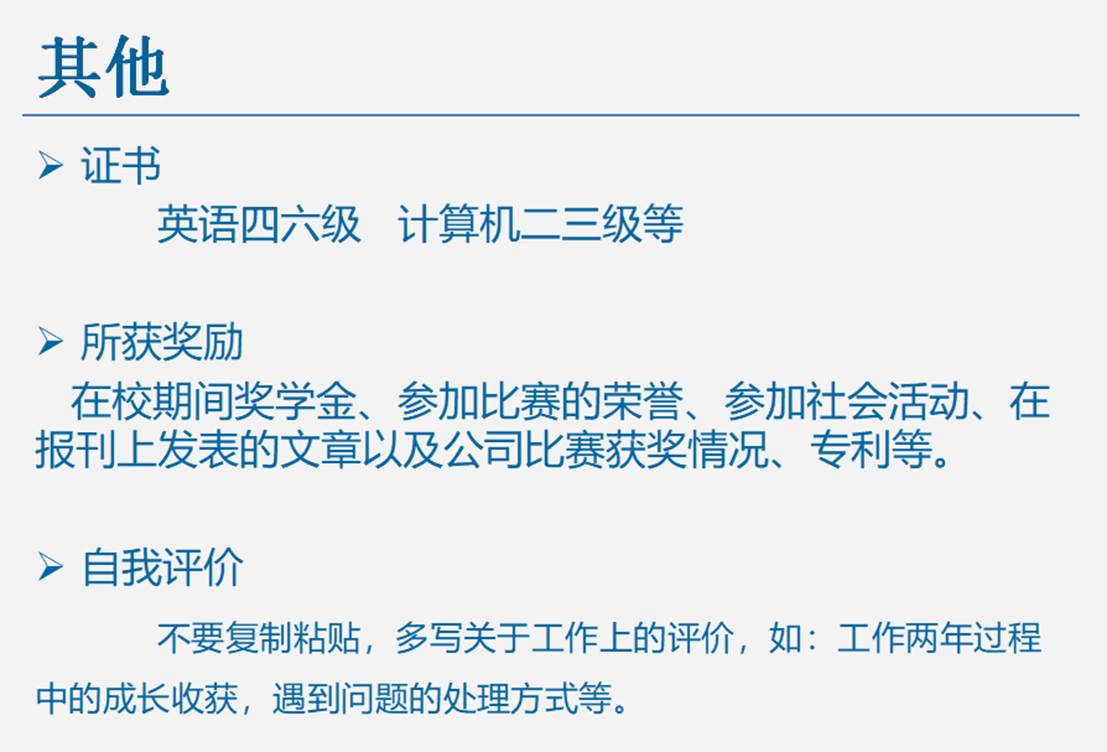 其他
➢ 证书
英语四六级 计算机二三级等
➢ 所获奖励
在校期间奖学金、参加比赛的荣誉、参加社会活动、在
报刊上发表的文章以及公司比赛获奖情况、专利等。
➢ 自我评价
不要复制粘贴，多写关于工作上的评价，如：工作两年过程
中的成长收获，遇到问题的处理方式等。